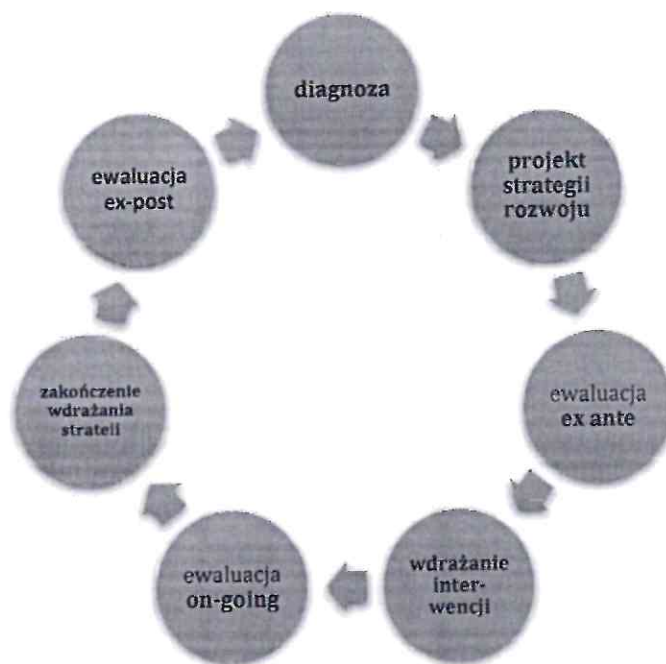 diagnoza
projekt
strategii
rozwoju
ewaluacja
ex ante
wdrażanie
inter-
wencji
ewaluacja
on-going
zakończenie
wdrażania
strateii
ewaluacja
ex-post